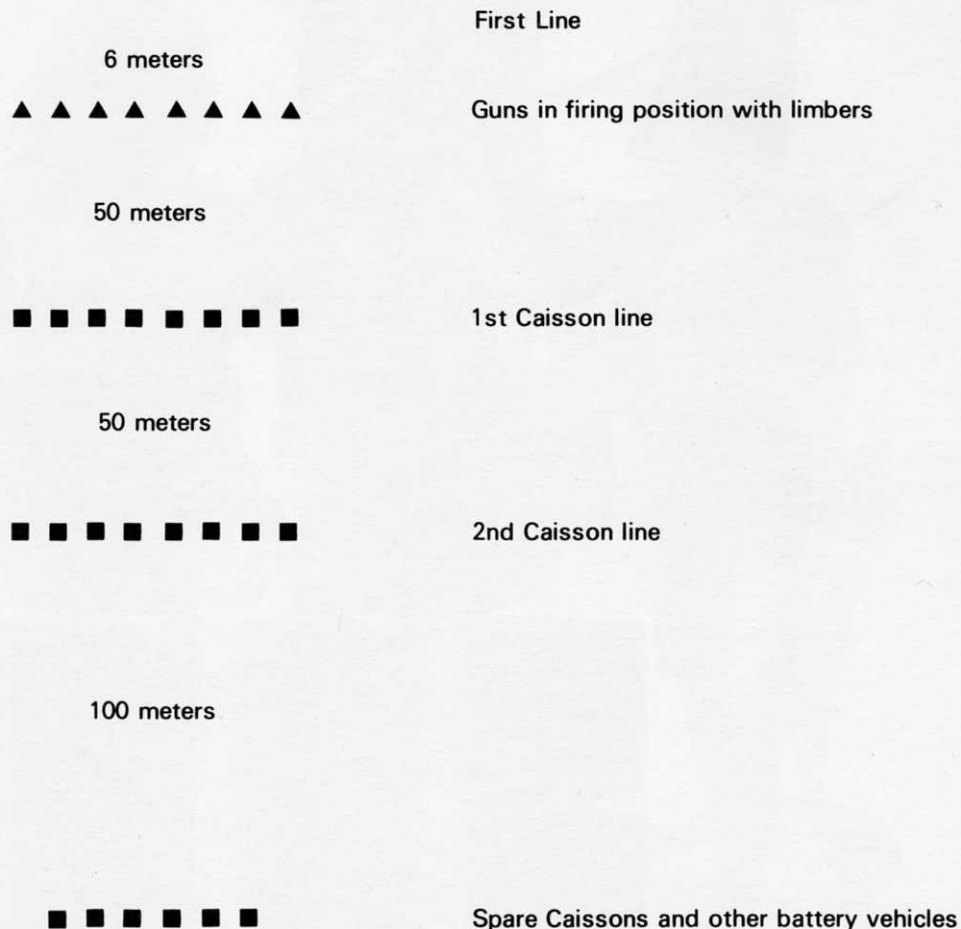 First Line
6 meters
Guns in firing position with limbers
50 meters
1st Caisson line
50 meters
2nd Caisson line
100 meters
Spare Caissons and other battery vehicles